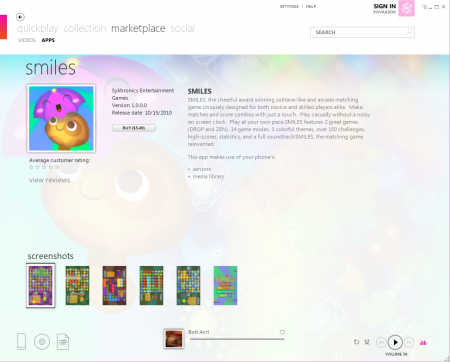 SETTINGS | HELP
SIGN IN
quickplay collection marketplace social
SEARCH
VIDEOS APPS
smiles
Sykhronics Entertainment
Games
Version 1.0.0.0
Release date: 10/15/2010
BUY ($5.49)
SMILES
SMILES, the cheerful award winning solitaire-like and arcade matching
game Uniquely designed for both novice and skilled players alike. Make
matches and score combos with just a touch. Play casually without a noisy
on screen clock. Play at your own pace SMILES features 2 great games
(DROP and ZEN), 14 game modes, 3 colorful themes, over 150 challenges,
high-scores, statistics, and a full soundtrack!SMILES, the matching game
reinvented.
This app makes use of your phone's:
• sensors
• media library
Average customer rating:
view reviews
screenshots
Bob Acri
VOLUME 50